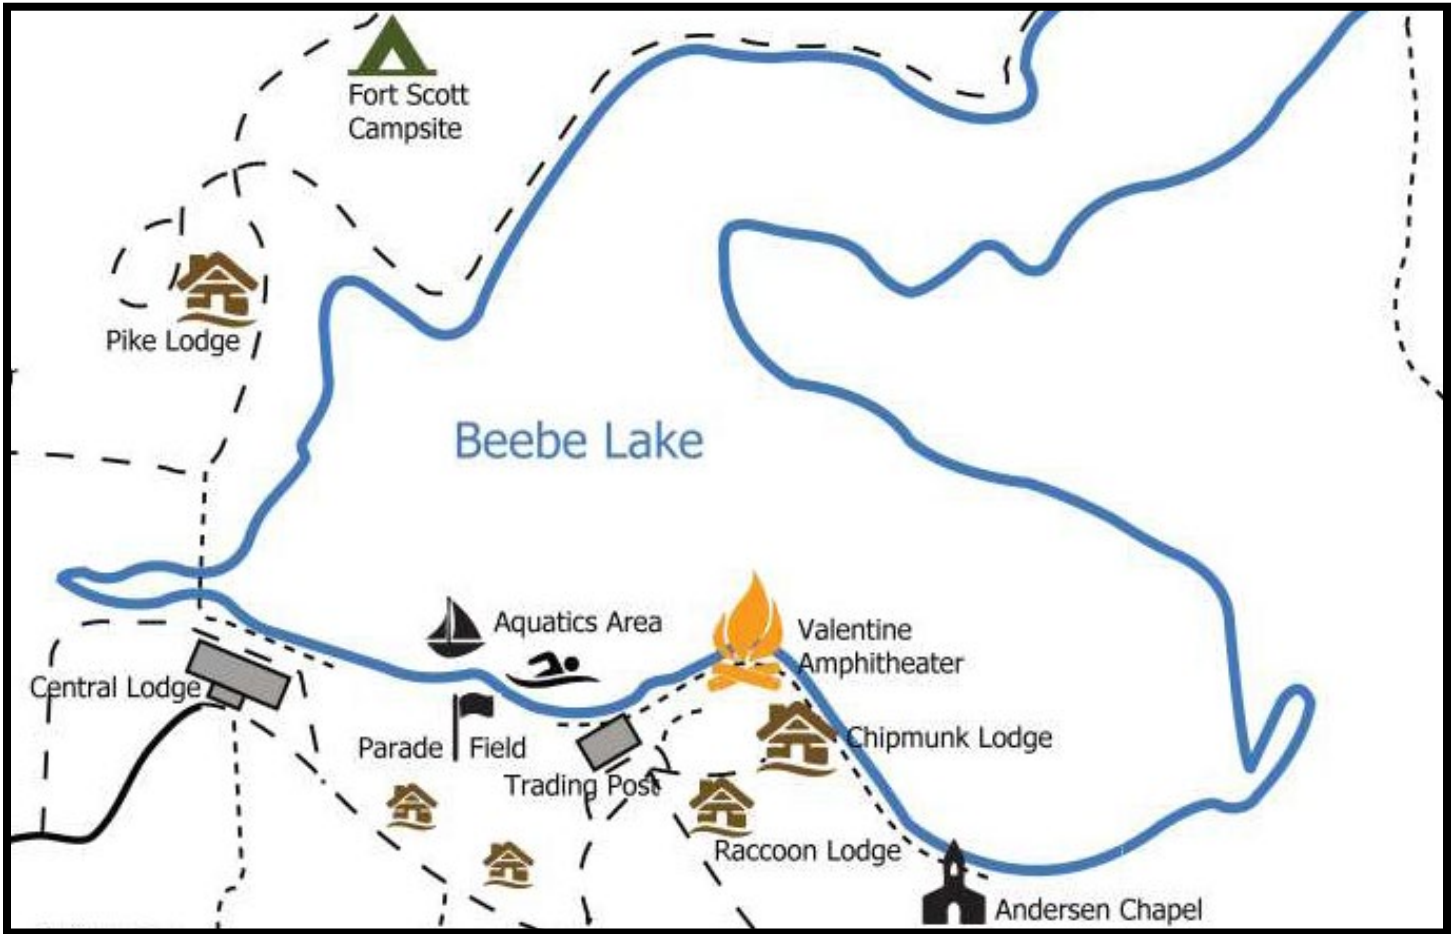 Fort Scott
Campsite
Pike Lodge
Beebe Lake
Aquatics Area
Valentine
Amphitheater
Central Lodge
Parade Field
Chipmunk Lodge
Trading Post
Raccoon Lodge
Andersen Chapel